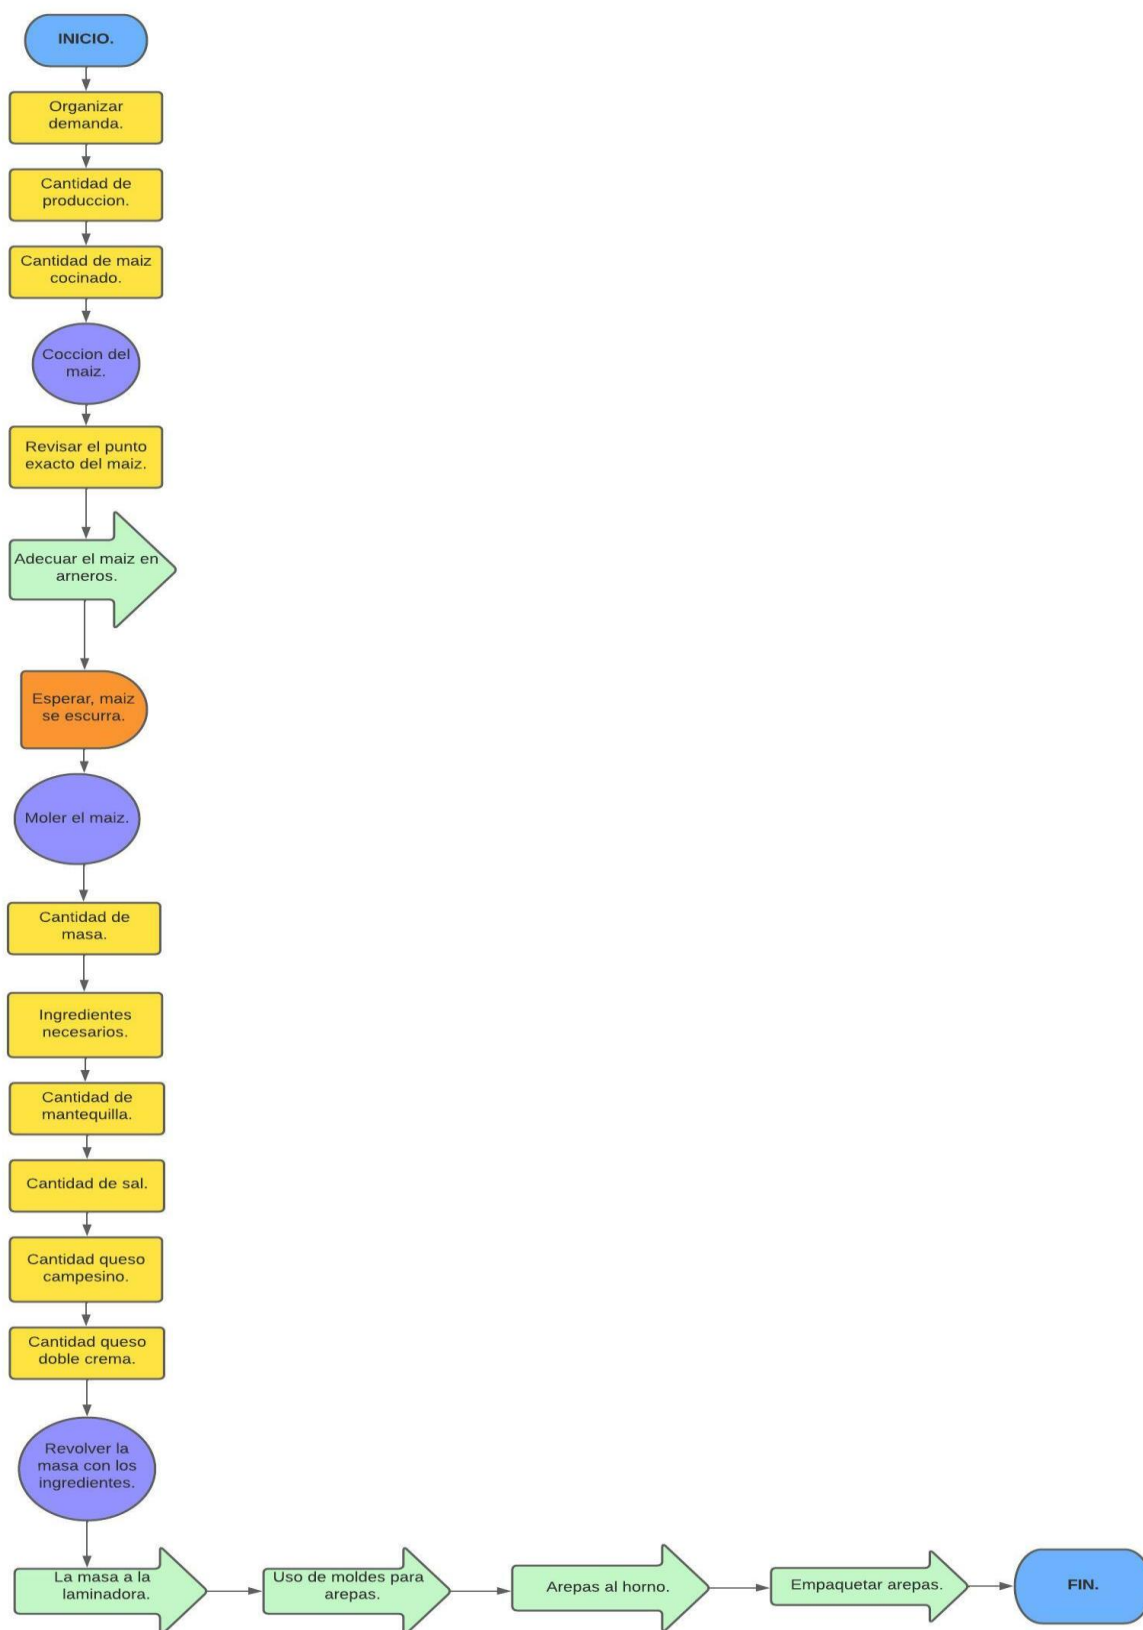 INICIO.
Organizar
demanda.
Cantidad de
produccion.
Cantidad de maiz
cocinado.
Coccion del
maiz.
Revisar el punto
exacto del maiz.
Adecuar el maiz en
arneros.
Esperar, maiz
se escurra.
Moler el maiz.
Cantidad de
masa.
Ingredientes
necesarios.
Cantidad de
mantequilla.
Cantidad de sal.
Cantidad queso
campesino.
Cantidad queso
doble crema.
Revolver la
masa con los
ingredientes.
La masa a la
laminadora.
Uso de moldes para
arepas.
Arepas al horno.
Empaquetar arepas.
FIN.